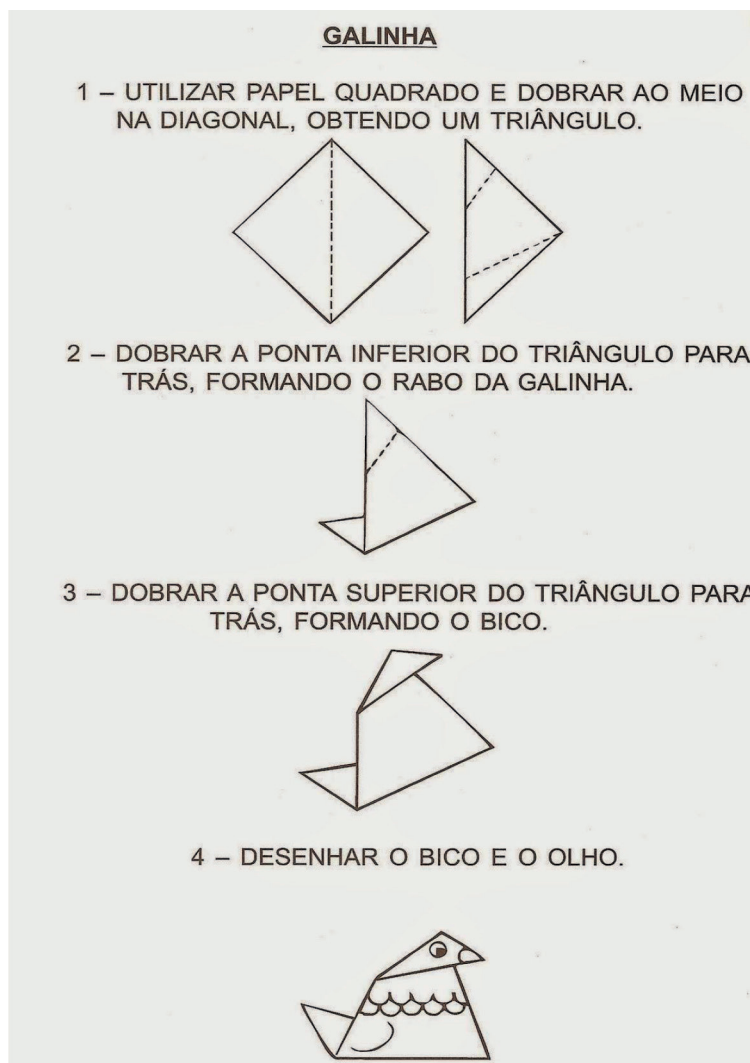 GALINHA
1 – UTILIZAR PAPEL QUADRADO E DOBRAR AO MEIO
NA DIAGONAL, OBTENDO UM TRIÂNGULO.
2 – DOBRAR A PONTA INFERIOR DO TRIÂNGULO PARA
TRÁS, FORMANDO O RABO DA GALINHA.
3 – DOBRAR A PONTA SUPERIOR DO TRIÂNGULO PARA
TRÁS, FORMANDO O BICO.
4 – DESENHAR O BICO E O OLHO.